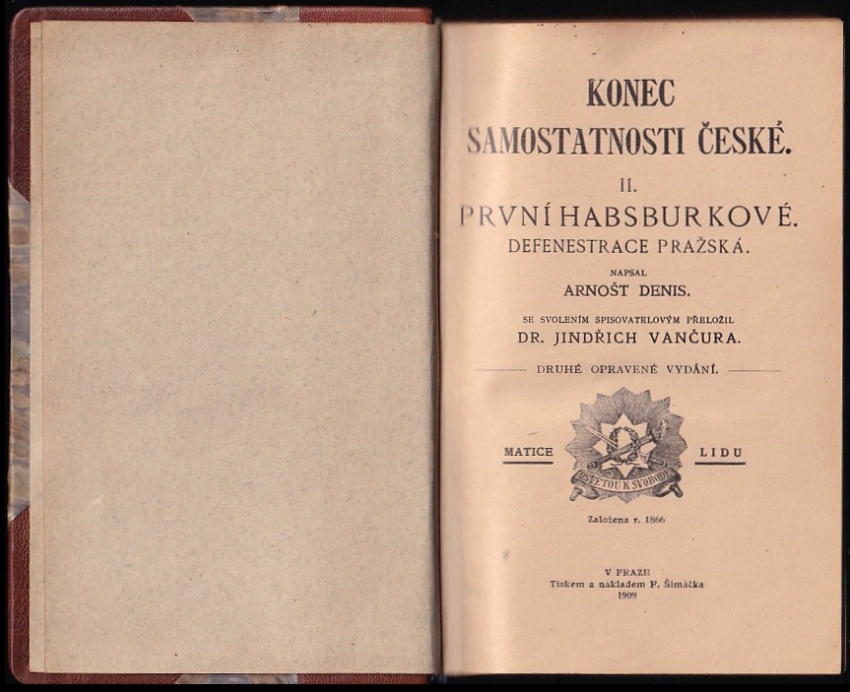 KONEC
SAMOSTATNOSTI ČESKÉ.
II.
PRVNÍ HABSBURKOVÉ.
DEFENESTRACE PRAŽSKÁ.
NAPSAL
ARNOŠT DENIS.
SE SVOLENÍM SPISOVATELOVÝM PŘELOŽIL
DR. JINDŘICH VANČURA.
DRUHÉ OPRAVENÉ VYDÁNÍ.
MATICE LIDU
OSVĚTOU K SVOBODĚ
Založena r. 1866
V PRAZE
Tiskem a nákladem F. Šimáčka
1909